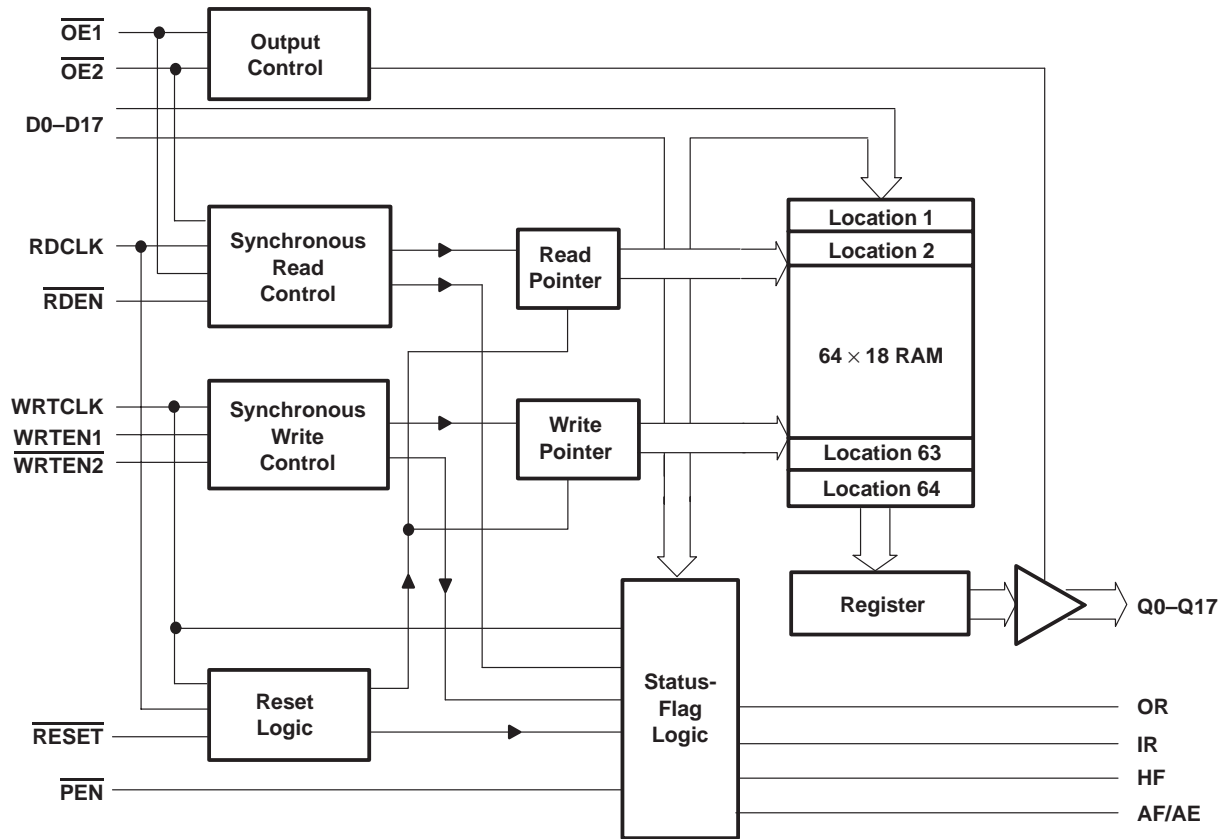 OE1
OE2
Output
Control
D0–D17
RDCLK
RDEN
Synchronous
Read
Control
Read
Pointer
Location 1
Location 2
64 × 18 RAM
Location 63
Location 64
WRTCLK
WRTEN1
WRTEN2
Synchronous
Write
Control
Write
Pointer
Register
Q0–Q17
RESET
PEN
Reset
Logic
Status-
Flag
Logic
OR
IR
HF
AF/AE